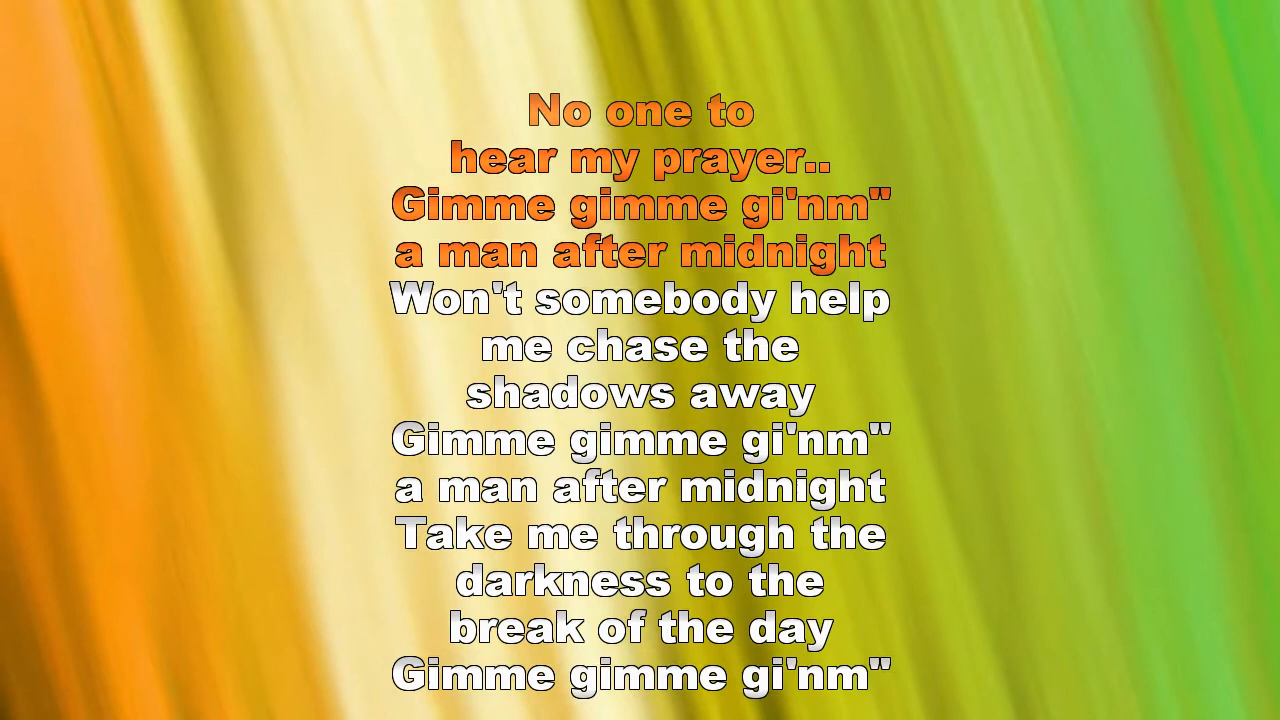 No one to
hear my prayer..
Gimme gimme gi'nm"
a man after midnight
Won't somebody help
me chase the
shadows away
Gimme gimme gi'nm"
a man after midnight
Take me through the
darkness to the
break of the day
Gimme gimme gi'nm"